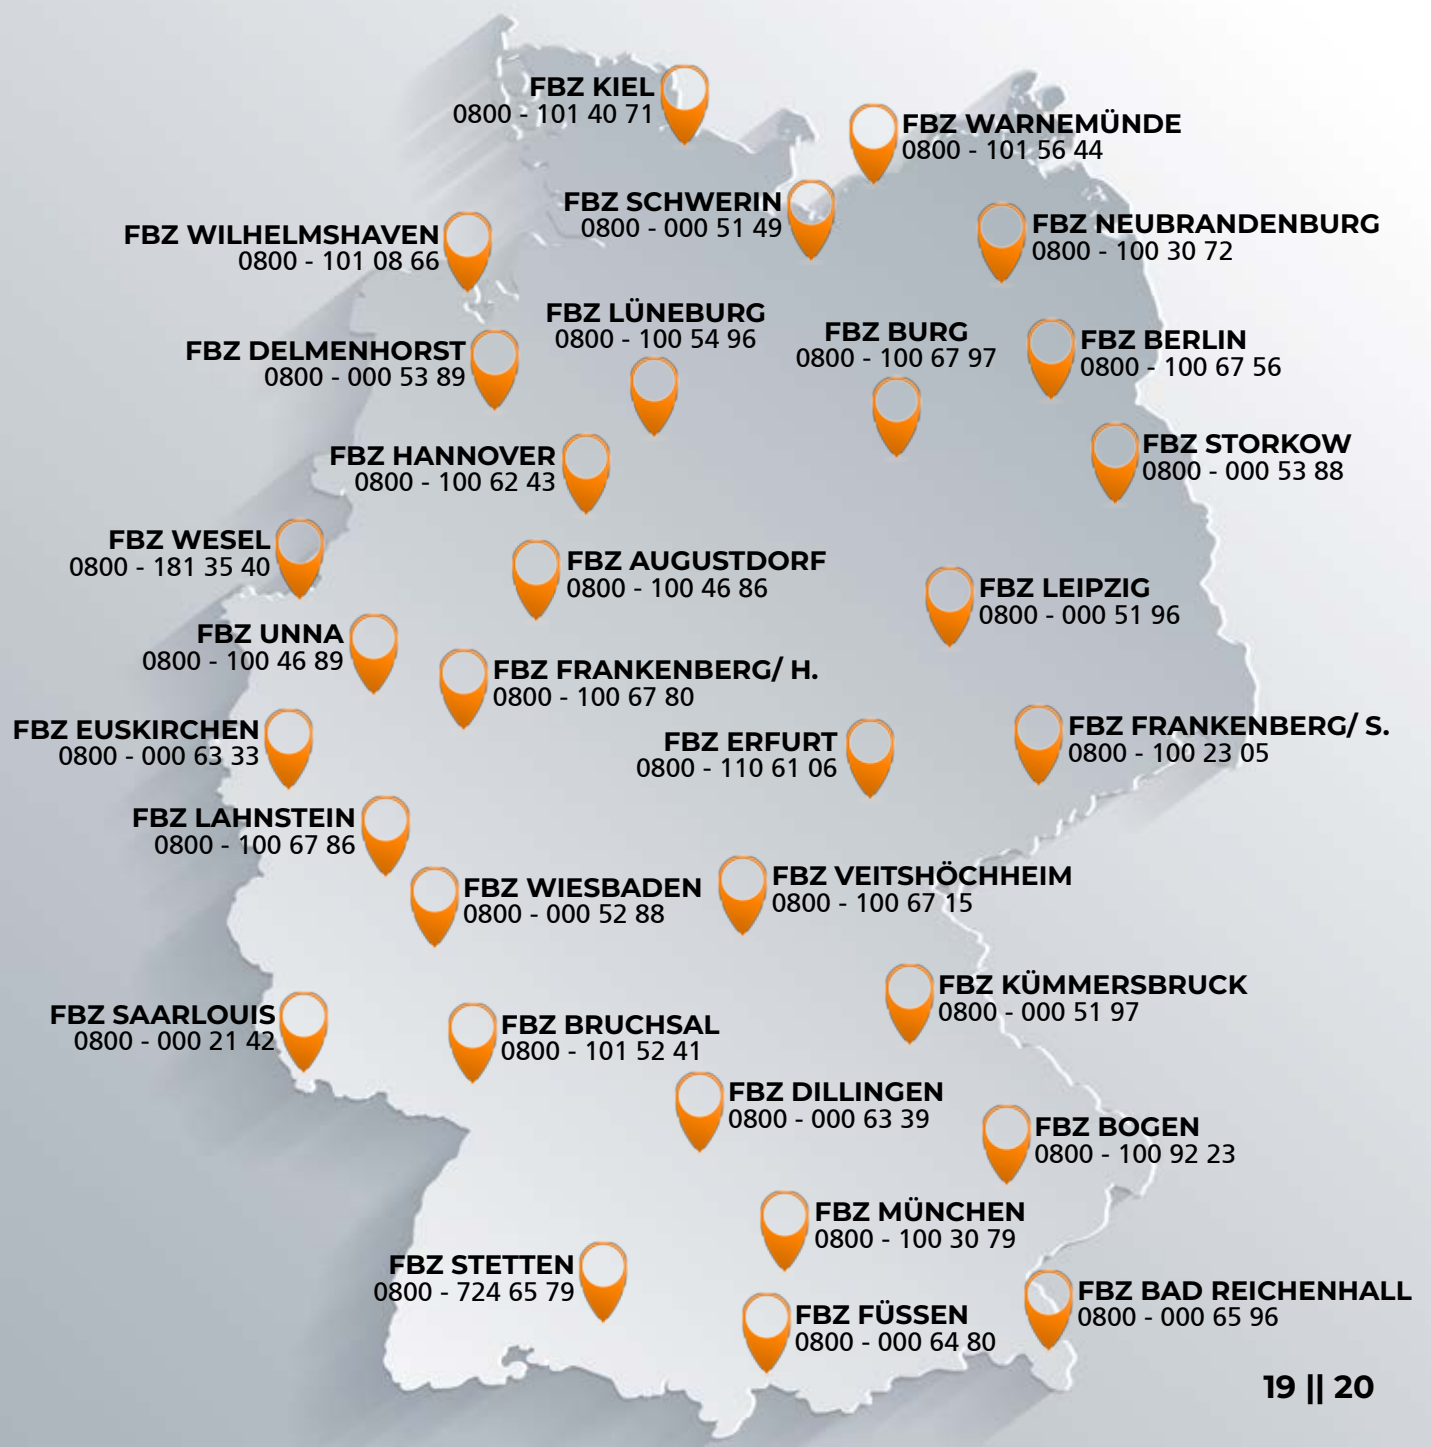 FBZ KIEL
0800 - 101 40 71
FBZ WARNEMÜNDE
0800 - 101 56 44
FBZ SCHWERIN
0800 - 000 51 49
FBZ NEUBRANDENBURG
0800 - 100 30 72
FBZ WILHELMSHAVEN
0800 - 101 08 66
FBZ LÜNEBURG
0800 - 100 54 96
FBZ BURG
0800 - 100 67 97
FBZ BERLIN
0800 - 100 67 56
FBZ DELMENHORST
0800 - 000 53 89
FBZ HANNOVER
0800 - 100 62 43
FBZ STORKOW
0800 - 000 53 88
FBZ WESEL
0800 - 181 35 40
FBZ AUGUSTDORF
0800 - 100 46 86
FBZ LEIPZIG
0800 - 000 51 96
FBZ UNNA
0800 - 100 46 89
FBZ FRANKENBERG/ H.
0800 - 100 67 80
FBZ EUSKIRCHEN
0800 - 000 63 33
FBZ ERFURT
0800 - 110 61 06
FBZ FRANKENBERG/ S.
0800 - 100 23 05
FBZ LAHNSTEIN
0800 - 100 67 86
FBZ WIESBADEN
0800 - 000 52 88
FBZ VEITSHÖCHHEIM
0800 - 100 67 15
FBZ KÜMMERSBRUCK
0800 - 000 51 97
FBZ SAARLOUIS
0800 - 000 21 42
FBZ BRUCHSAL
0800 - 101 52 41
FBZ DILLINGEN
0800 - 000 63 39
FBZ BOGEN
0800 - 100 92 23
FBZ MÜNCHEN
0800 - 100 30 79
FBZ STETTEN
0800 - 724 65 79
FBZ BAD REICHENHALL
0800 - 000 65 96
FBZ FÜSSEN
0800 - 000 64 80
19 || 20